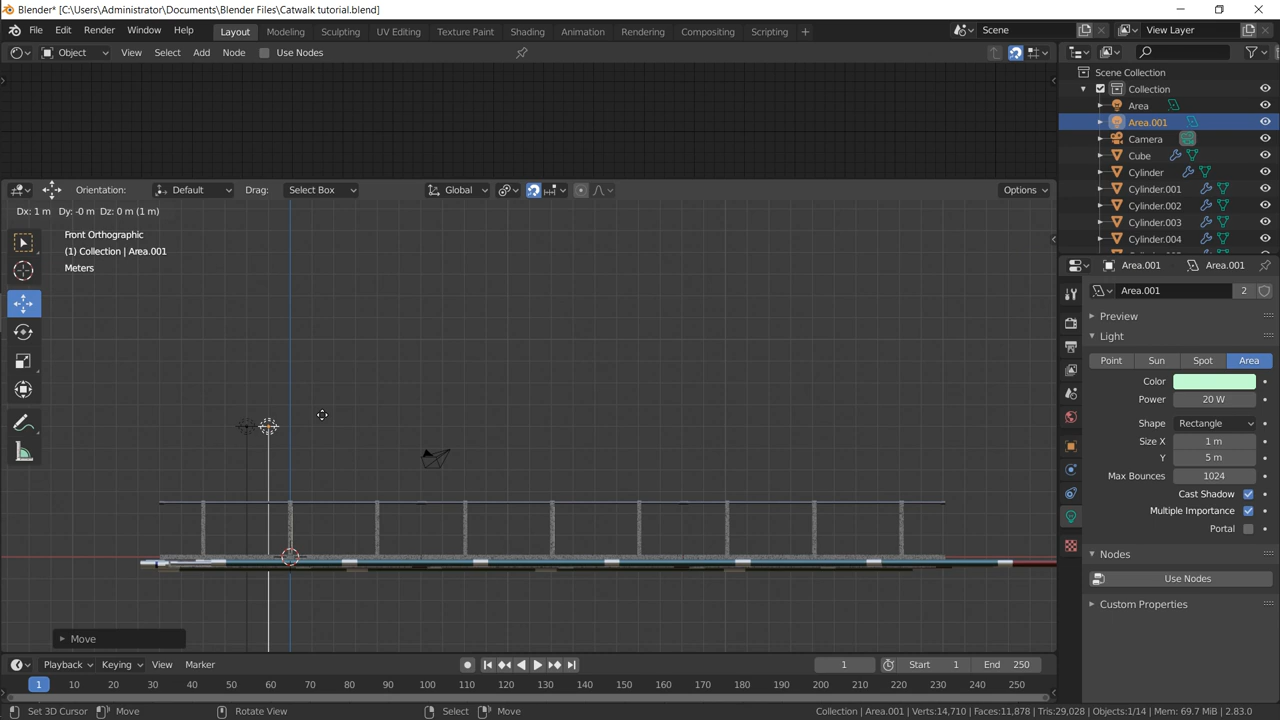 Blender* [C:\Users\Administrator\Documents\Blender Files\Catwalk tutorial.blend]
File Edit Render Window Help Layout Modeling Sculpting UV Editing Texture Paint Shading Animation Rendering Compositing Scripting + Scene View Layer
Object View Select Add Node Use Nodes
Scene Collection
Collection
Area
Area.001
Camera
Cube
Cylinder
Cylinder.001
Cylinder.002
Cylinder.003
Cylinder.004
Orientation: Default Drag: Select Box Global Options
Dx: 1 m Dy: -0 m Dz: 0 m (1 m)
Front Orthographic
(1) Collection | Area.001
Meters
Move
Area.001 Area.001
Area.001 2
Preview
Light
Point Sun Spot Area
Color
Power 20 W
Shape Rectangle
Size X 1 m
Y 5 m
Max Bounces 1024
Cast Shadow
Multiple Importance
Portal
Nodes
Use Nodes
Custom Properties
Playback Keying View Marker 1 Start 1 End 250
1 10 20 30 40 50 60 70 80 90 100 110 120 130 140 150 160 170 180 190 200 210 220 230 240 250
Set 3D Cursor Move Rotate View Select Move Collection | Area.001 | Verts:14,710 | Faces:11,878 | Tris:29,028 | Objects:1/14 | Mem: 69.7 MiB | 2.83.0